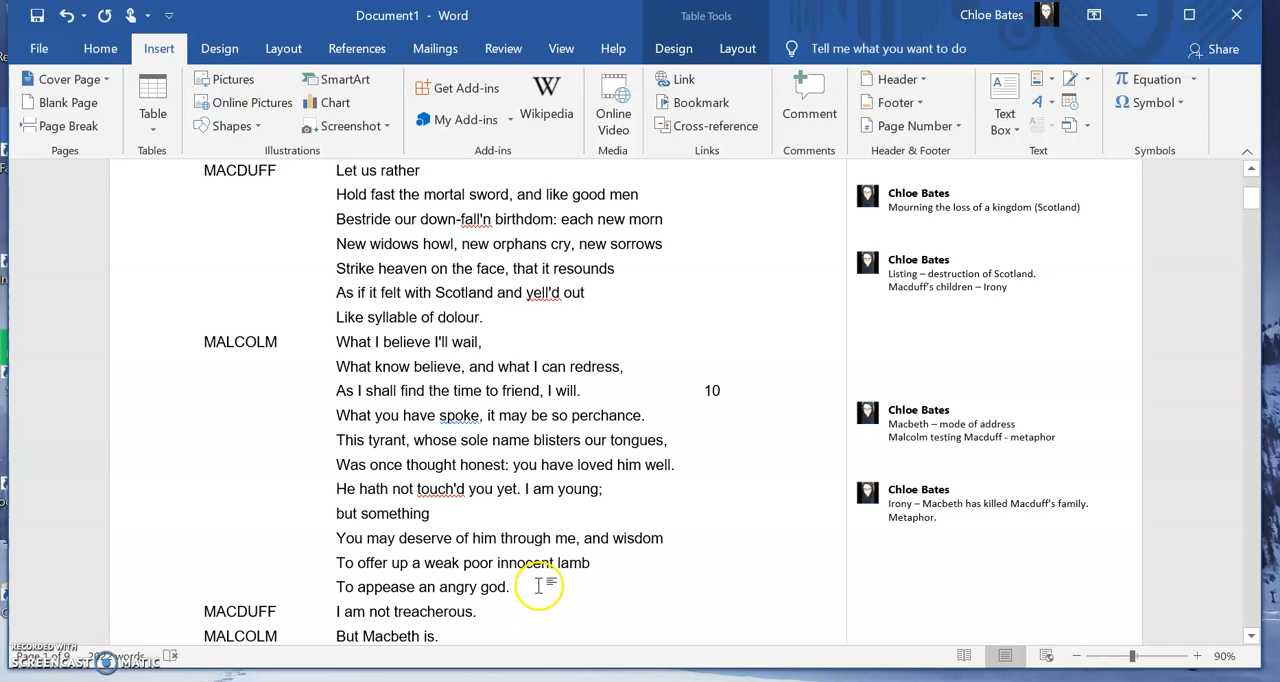 Document1 - Word
Table Tools
Chloe Bates
File Home Insert Design Layout References Mailings Review View Help Design Layout Tell me what you want to do Share
Cover Page
Blank Page
Page Break
Pages
Table
Tables
Pictures
Online Pictures
Shapes
SmartArt
Chart
Screenshot
Illustrations
Get Add-ins
My Add-ins
W
Wikipedia
Add-ins
Online
Video
Media
Link
Bookmark
Cross-reference
Links
Comment
Comments
Header
Footer
Page Number
Header & Footer
Text
Box
Text
Equation
Symbol
Symbols
MACDUFF Let us rather
Hold fast the mortal sword, and like good men
Bestride our down-fall'n birthdom: each new morn
New widows howl, new orphans cry, new sorrows
Strike heaven on the face, that it resounds
As if it felt with Scotland and yell'd out
Like syllable of dolour.
MALCOLM What I believe I'll wail,
What know believe, and what I can redress,
As I shall find the time to friend, I will. 10
What you have spoke, it may be so perchance.
This tyrant, whose sole name blisters our tongues,
Was once thought honest: you have loved him well.
He hath not touch'd you yet. I am young;
but something
You may deserve of him through me, and wisdom
To offer up a weak poor innocent lamb
To appease an angry god.
MACDUFF I am not treacherous.
MALCOLM But Macbeth is.
Chloe Bates
Mourning the loss of a kingdom (Scotland)
Chloe Bates
Listing – destruction of Scotland.
Macduff's children – Irony
Chloe Bates
Macbeth – mode of address
Malcolm testing Macduff - metaphor
Chloe Bates
Irony – Macbeth has killed Macduff's family.
Metaphor.
RECORDED WITH
SCREENCAST MATIC
Page 1 of 9 words
90%